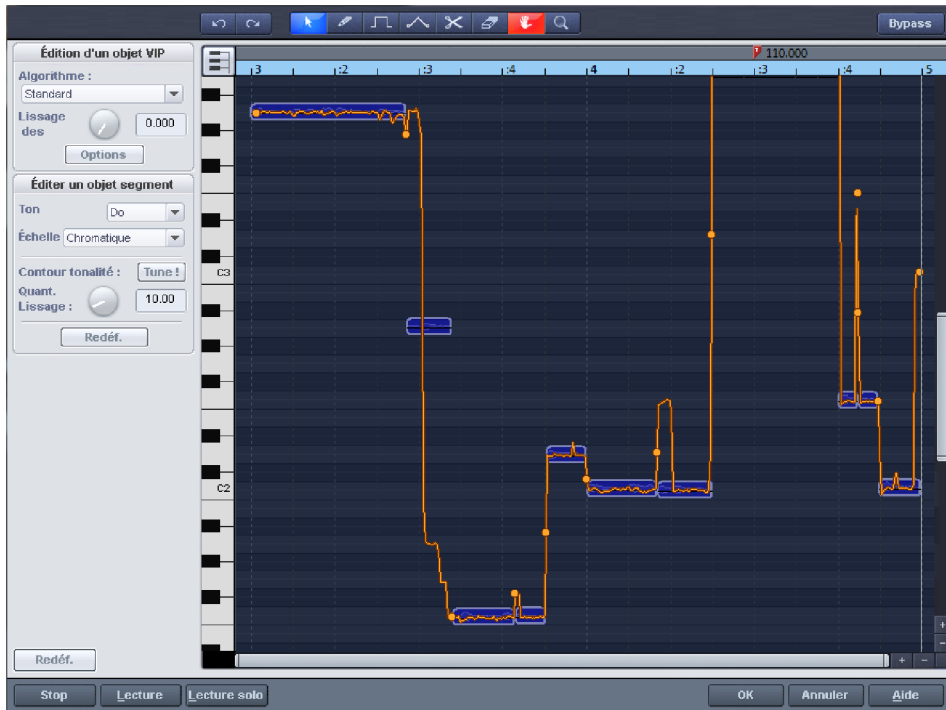 Bypass
Édition d'un objet VIP
Algorithme :
Standard
Lissage des 0.000
Options
Éditer un objet segment
Ton Do
Échelle Chromatique
Contour tonalité : Tune !
Quant. Lissage : 10.00
Redéf.
110.000
:3 :2 :3 :4 4 :2 :3 :4 5
C3
C2
Redéf.
+ -
+
-
Stop Lecture Lecture solo OK Annuler Aide